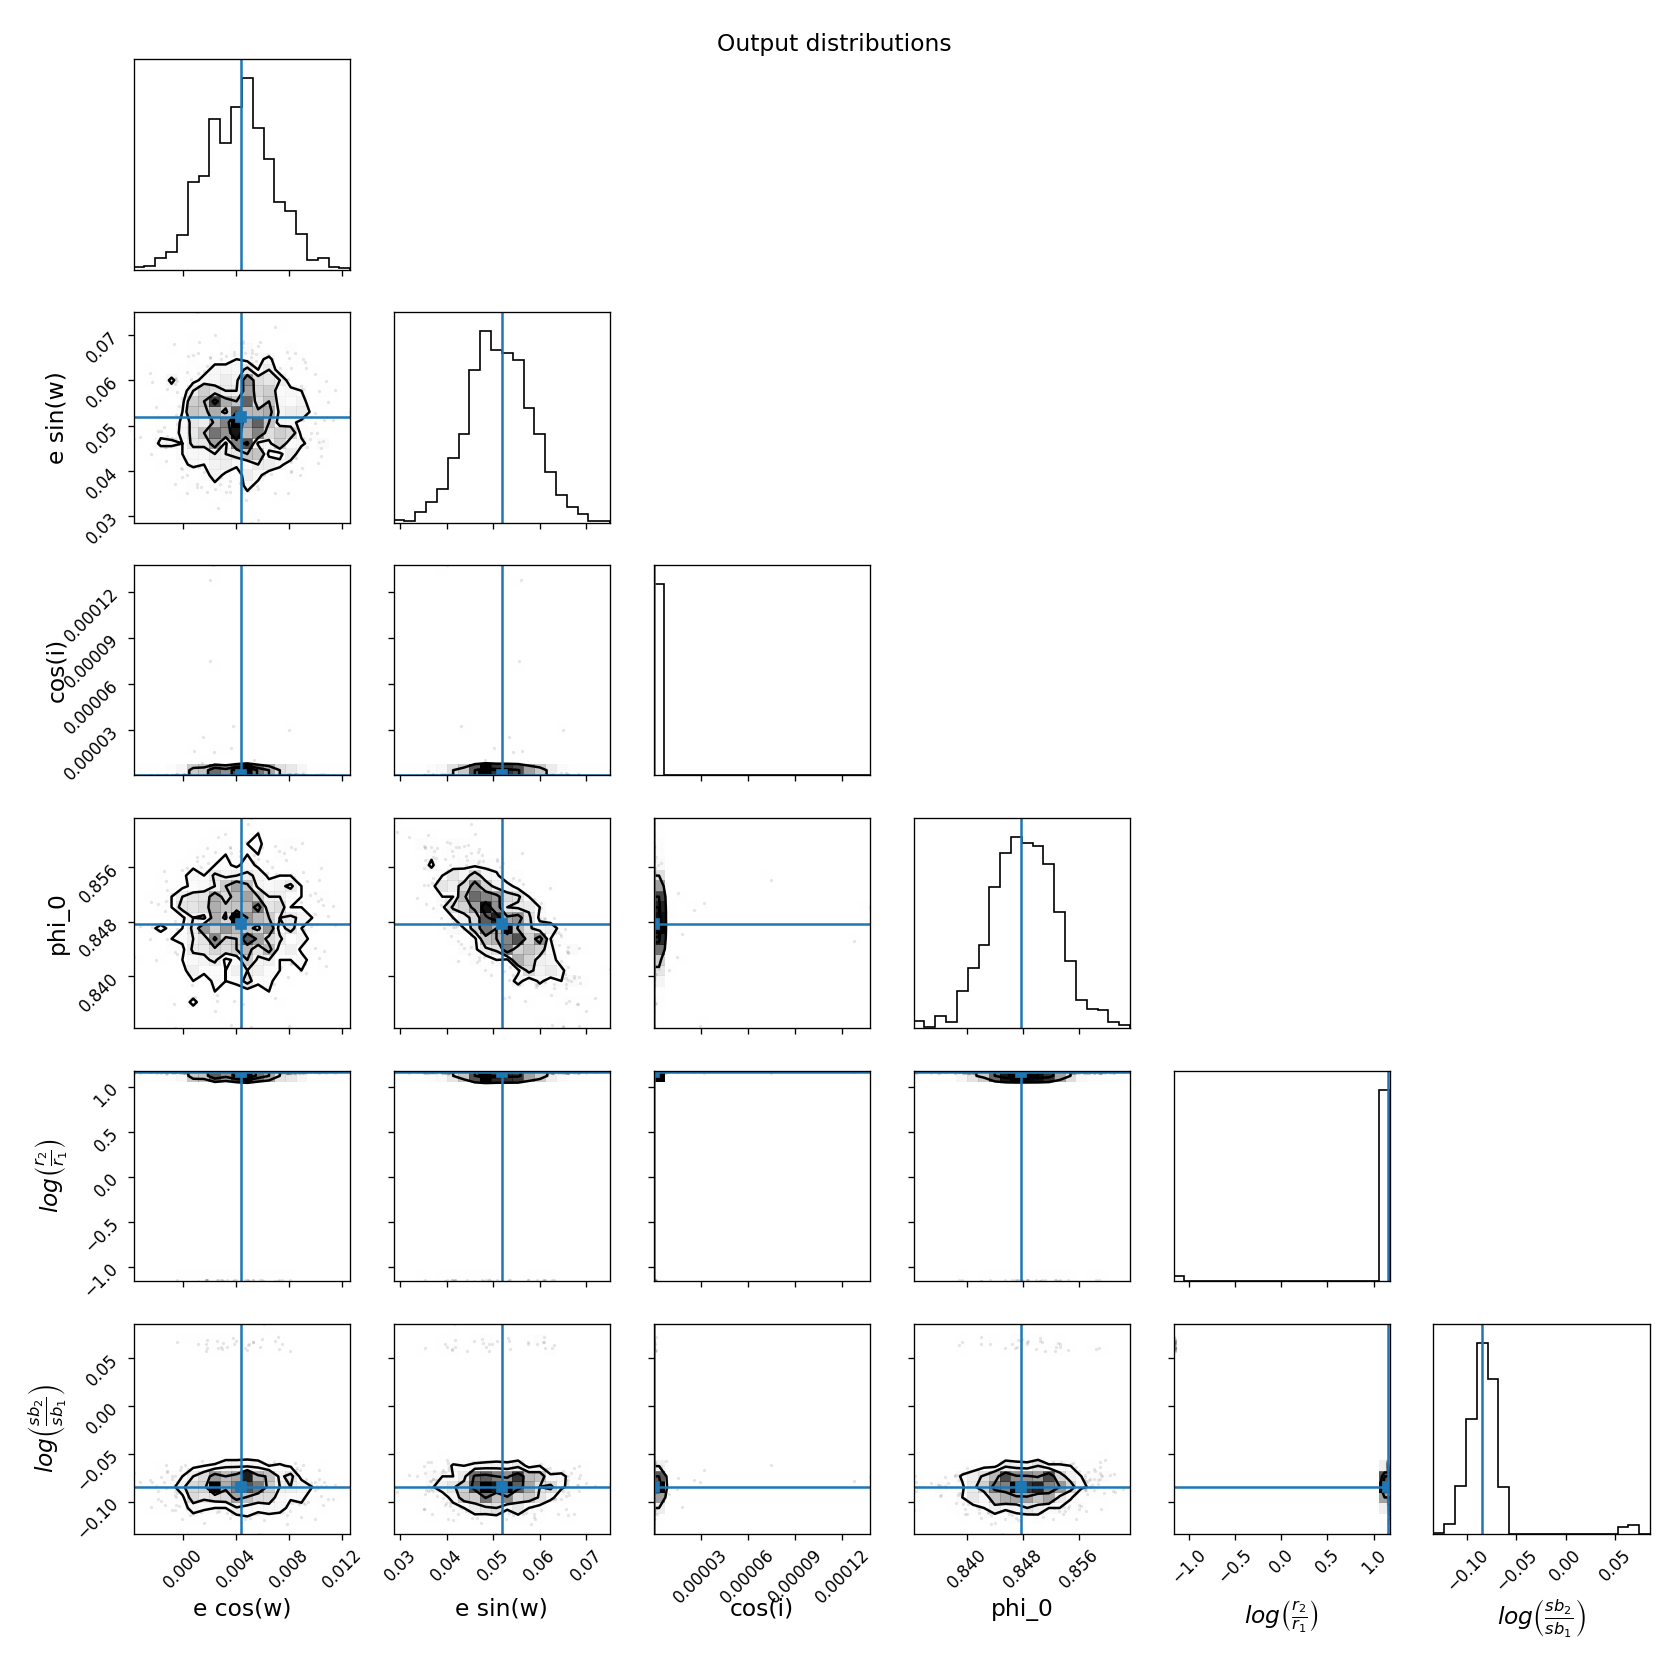 Output distributions
e sin(w)
0.07
0.06
0.05
0.04
0.03
cos(i)
0.00012
0.00009
0.00006
0.00003
phi_0
0.856
0.848
0.840
log(r₂/r₁)
1.0
0.5
0.0
−0.5
−1.0
log(sb₂/sb₁)
0.05
0.00
−0.05
−0.10
0.000 0.004 0.008 0.012
0.03 0.04 0.05 0.06 0.07
0.00003 0.00006 0.00009 0.00012
0.840 0.848 0.856
−1.0 −0.5 0.0 0.5 1.0
−0.10 −0.05 0.00 0.05
e cos(w) e sin(w) cos(i) phi_0 log(r₂/r₁) log(sb₂/sb₁)